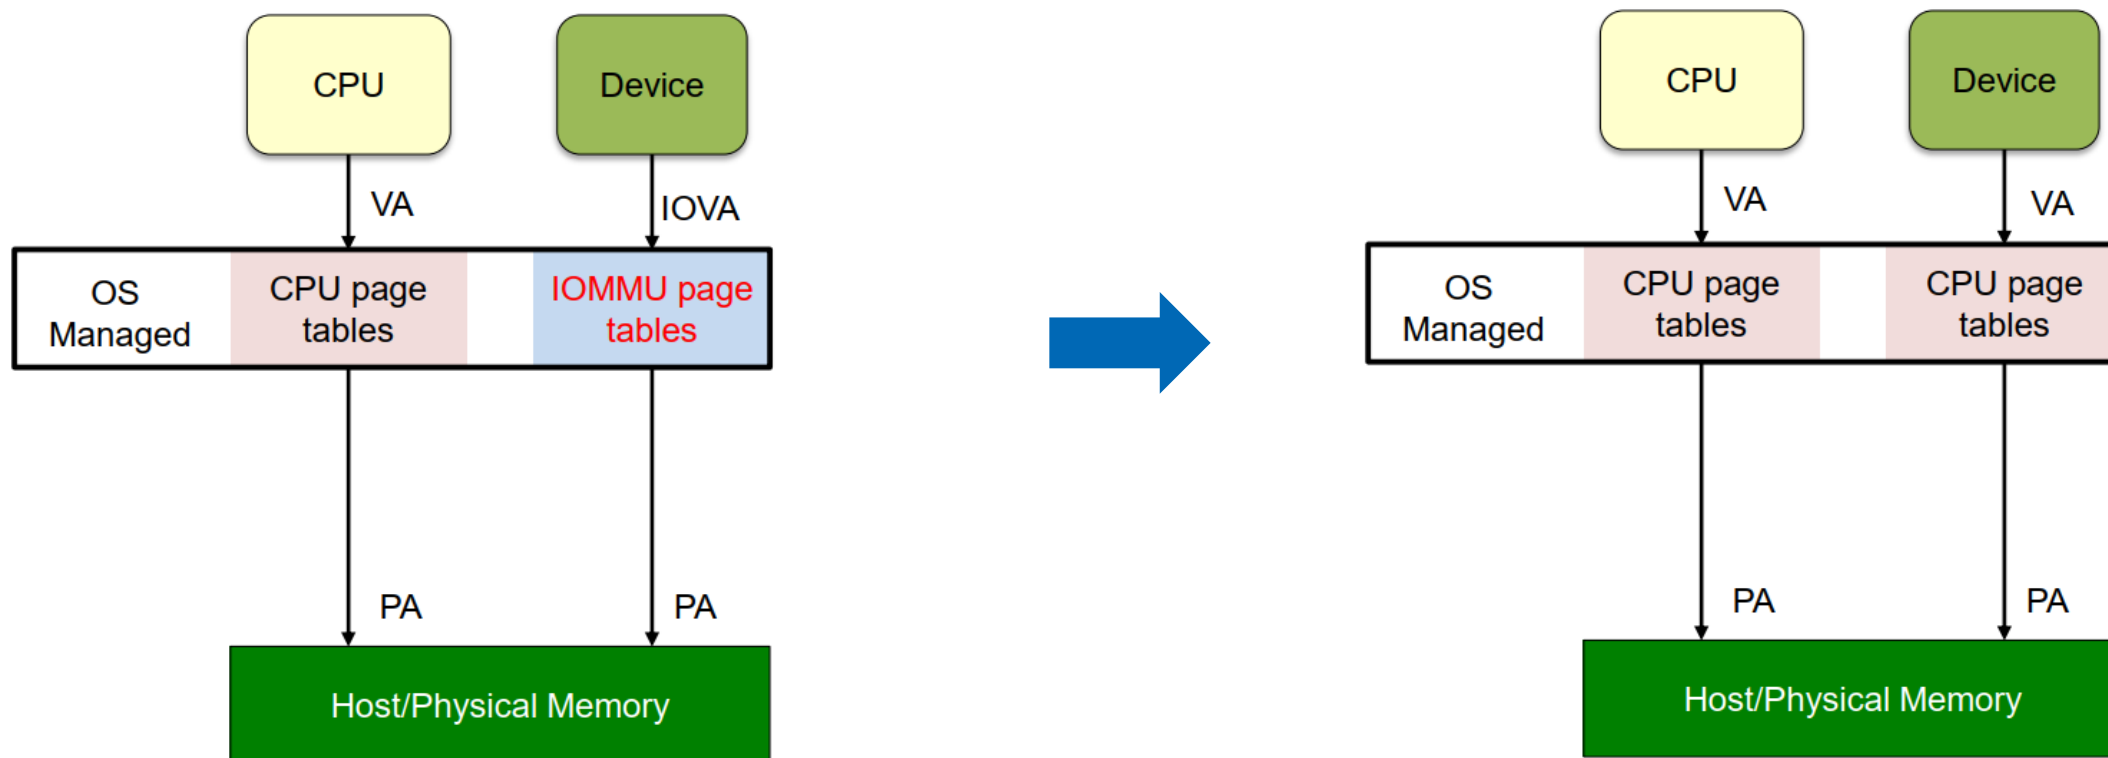 CPU
Device
VA
IOVA
OS
Managed
CPU page
tables
IOMMU page
tables
PA
PA
Host/Physical Memory
CPU
Device
VA
VA
OS
Managed
CPU page
tables
CPU page
tables
PA
PA
Host/Physical Memory